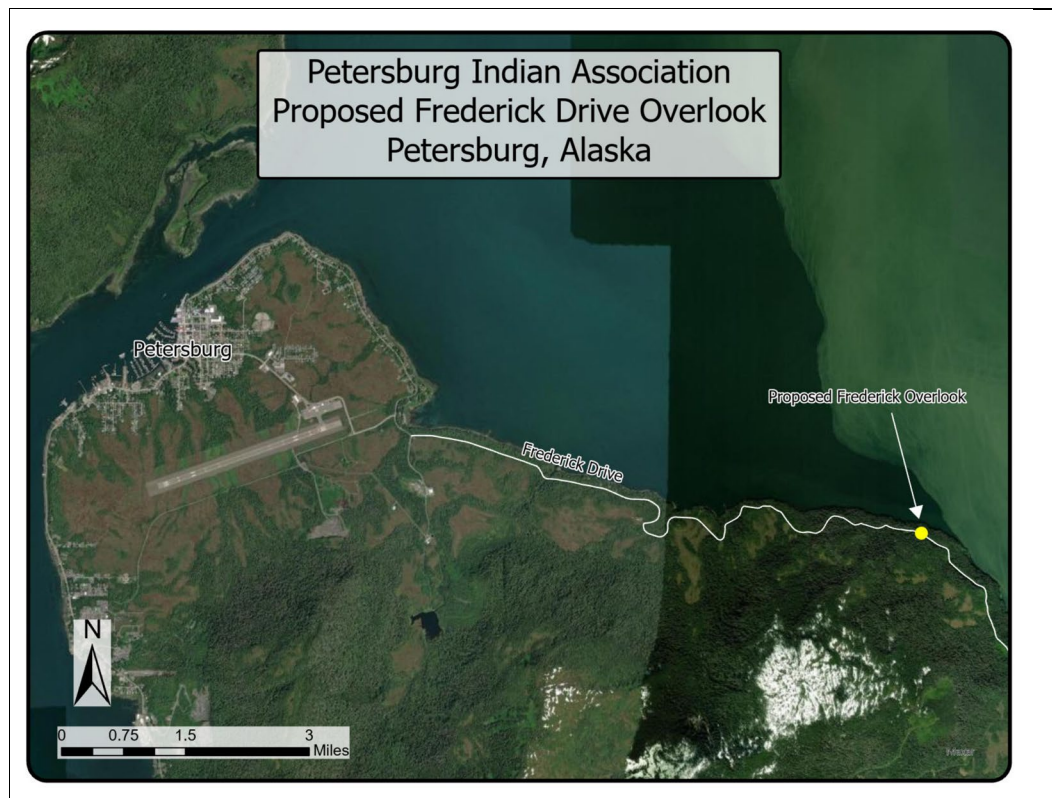 Petersburg Indian Association
Proposed Frederick Drive Overlook
Petersburg, Alaska
Petersburg
Proposed Frederick Overlook
Frederick Drive
N
0 0.75 1.5 3
Miles
Maxar